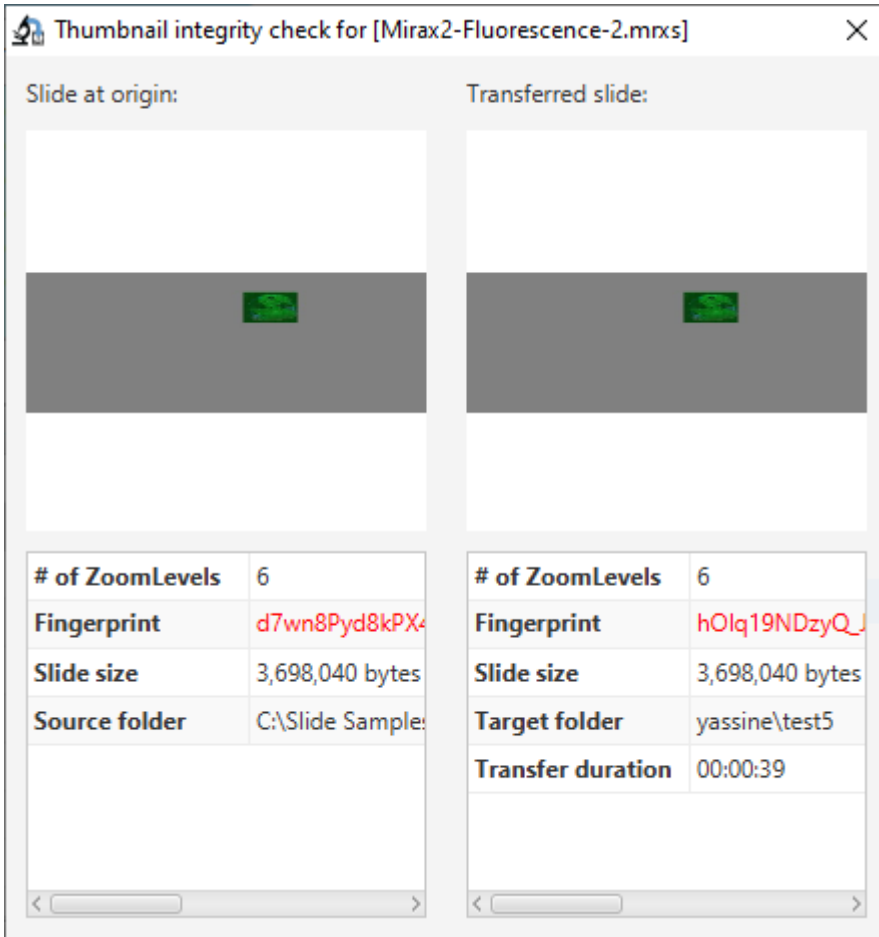 Thumbnail integrity check for [Mirax2-Fluorescence-2.mrxs]
Slide at origin:
Transferred slide:
# of ZoomLevels 6
Fingerprint d7wn8Pyd8kPX4
Slide size 3,698,040 bytes
Source folder C:\Slide Samples
# of ZoomLevels 6
Fingerprint hOlq19NDzyQ_J
Slide size 3,698,040 bytes
Target folder yassine\test5
Transfer duration 00:00:39